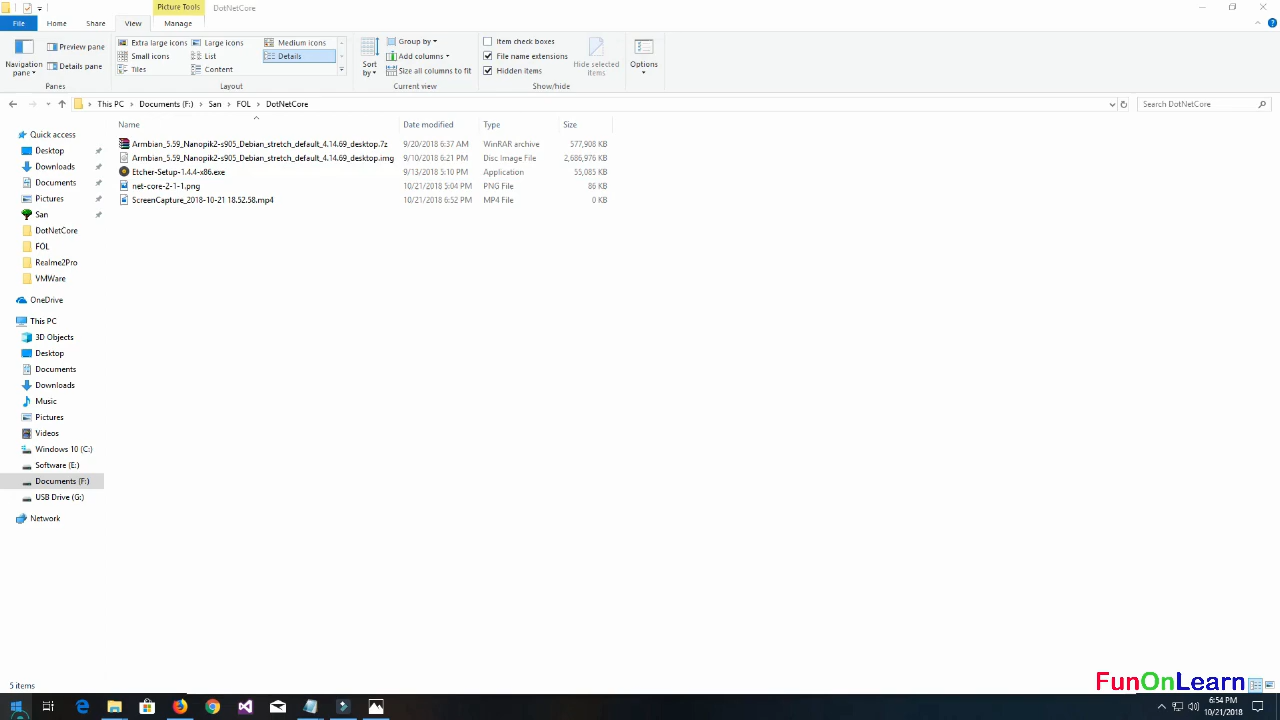 Picture Tools DotNetCore
File Home Share View Manage
Navigation pane Preview pane Details pane
Panes
Extra large icons Large icons Medium icons
Small icons List Details
Tiles Content
Layout
Sort by Group by
Add columns
Size all columns to fit
Current view
Item check boxes
File name extensions
Hidden items
Hide selected items
Show/hide
Options
This PC Documents (F:) San FOL DotNetCore
Search DotNetCore
Name Date modified Type Size
Armbian_5.59_Nanopik2-s905_Debian_stretch_default_4.14.69_desktop.7z 9/20/2018 6:37 AM WinRAR archive 577,908 KB
Armbian_5.59_Nanopik2-s905_Debian_stretch_default_4.14.69_desktop.img 9/10/2018 6:21 PM Disc Image File 2,686,976 KB
Etcher-Setup-1.4.4-x86.exe 9/13/2018 5:10 PM Application 55,085 KB
net-core-2-1-1.png 10/21/2018 5:04 PM PNG File 86 KB
ScreenCapture_2018-10-21 18.52.58.mp4 10/21/2018 6:52 PM MP4 File 0 KB
Quick access
Desktop
Downloads
Documents
Pictures
San
DotNetCore
FOL
Realme2Pro
VMWare
OneDrive
This PC
3D Objects
Desktop
Documents
Downloads
Music
Pictures
Videos
Windows 10 (C:)
Software (E:)
Documents (F:)
USB Drive (G:)
Network
5 items
FunOnLearn
6:54 PM
10/21/2018